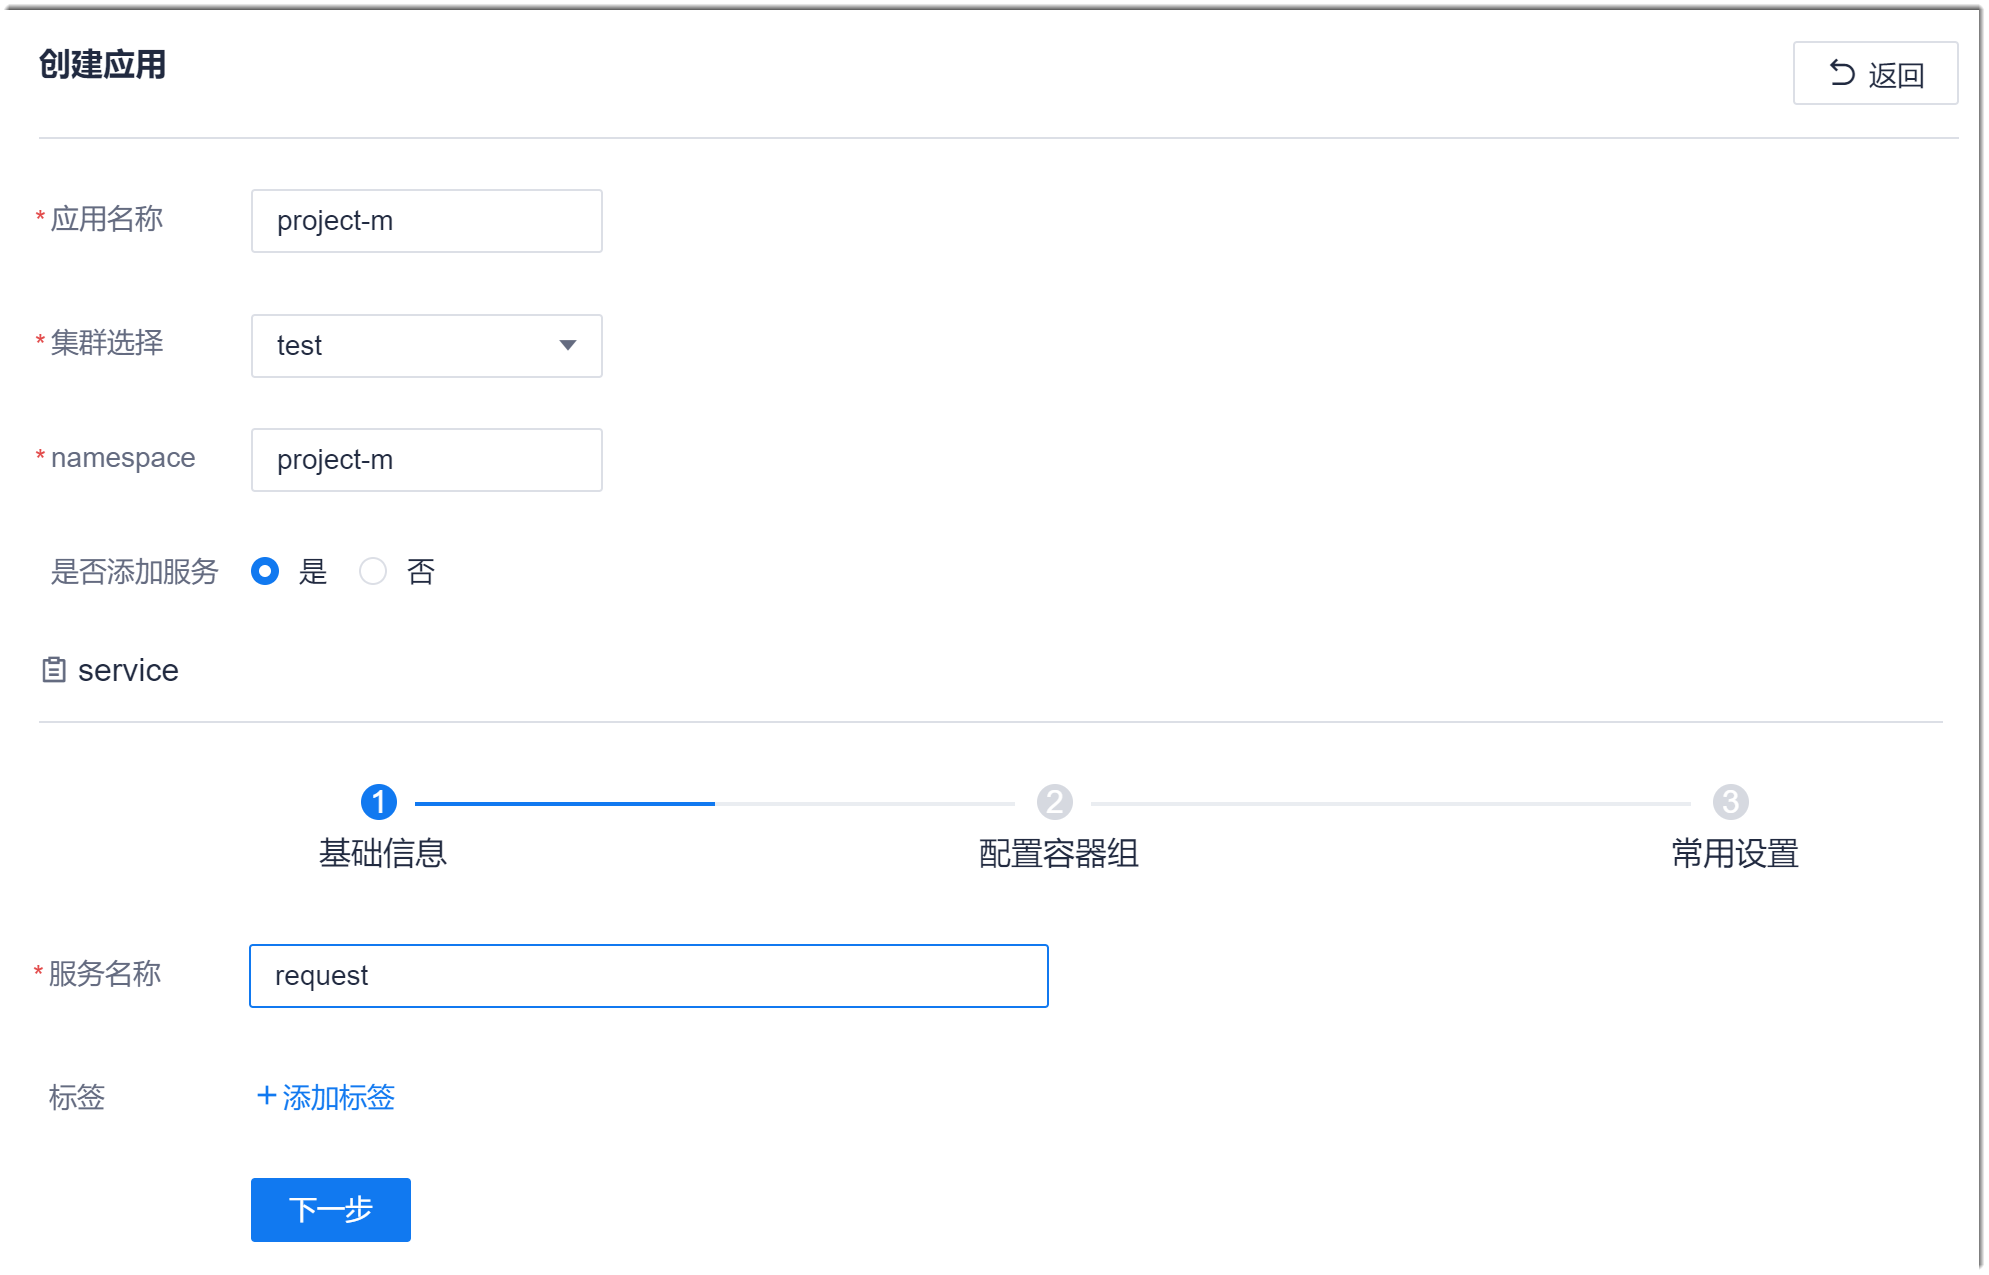 创建应用
返回
* 应用名称 project-m
* 集群选择 test
* namespace project-m
是否添加服务 是 否
service
1 2 3
基础信息 配置容器组 常用设置
* 服务名称 request
标签 +添加标签
下一步